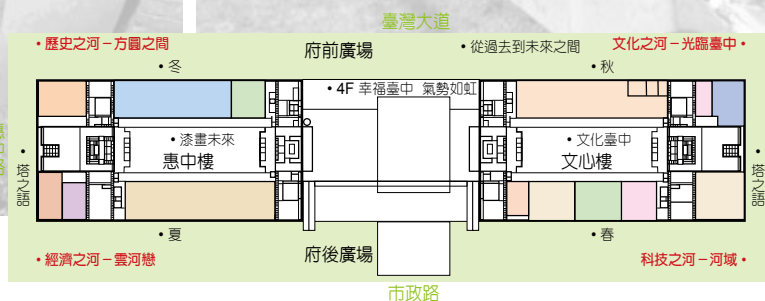 臺灣大道
• 歷史之河－方圓之間
府前廣場
• 從過去到未來之間
文化之河－光臨臺中 •
• 冬
• 秋
• 4F 幸福臺中 氣勢如虹
• 漆畫未來
惠中樓
• 文化臺中
文心樓
惠中路
• 塔之語
• 塔之語
• 夏
• 春
• 經濟之河－雲河戀
府後廣場
科技之河－河域 •
市政路